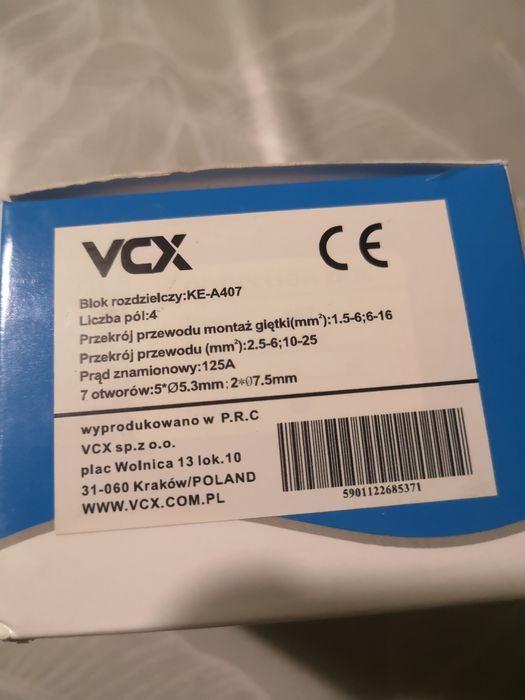 VCX
CE
Blok rozdzielczy:KE-A407
Liczba pól:4
Przekrój przewodu montaż giętki(mm²):1.5-6;6-16
Przekrój przewodu (mm²):2.5-6;10-25
Prąd znamionowy:125A
7 otworów:5*Ø5.3mm;2*Ø7.5mm
wyprodukowano w P.R.C
VCX sp.z o.o.
plac Wolnica 13 lok.10
31-060 Kraków/POLAND
WWW.VCX.COM.PL
5901122685371